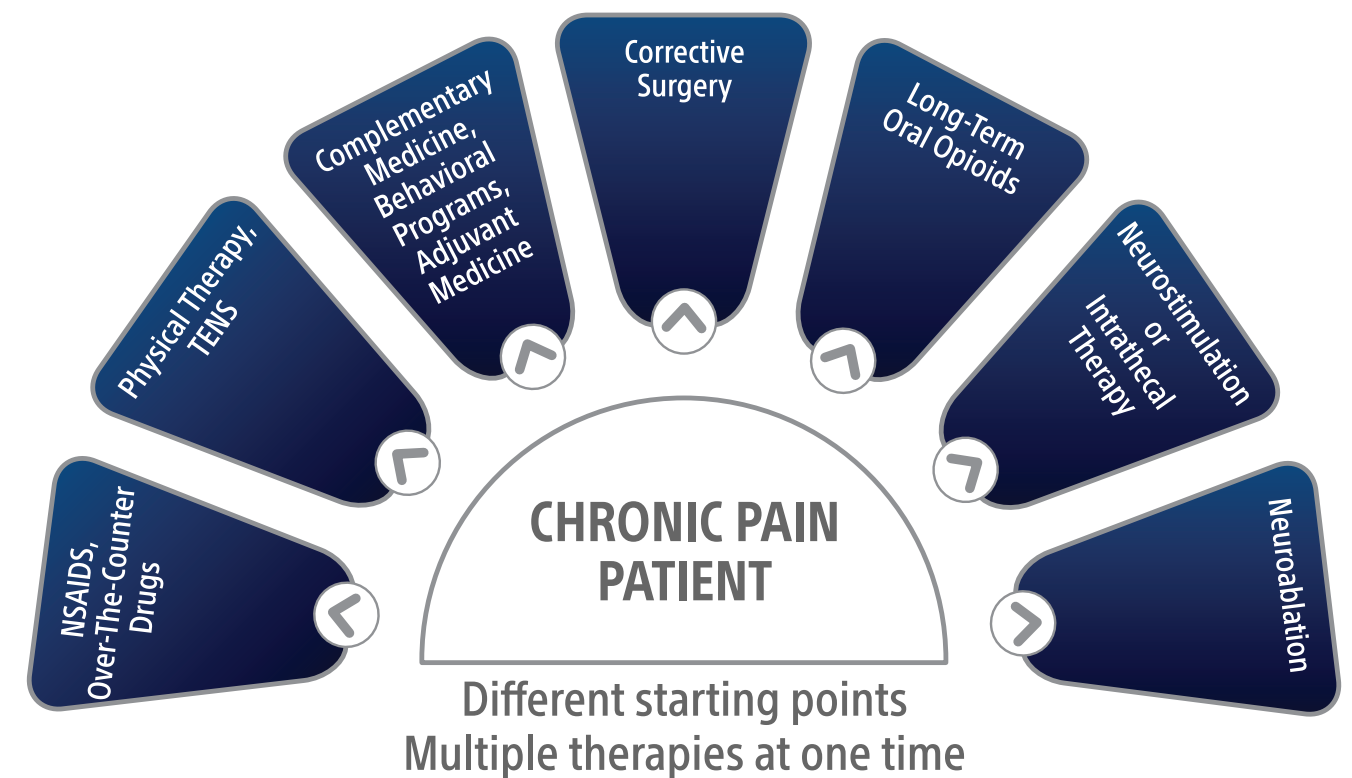 NSAIDS,
Over-The-Counter
Drugs
Physical Therapy,
TENS
Complementary
Medicine,
Behavioral
Programs,
Adjuvant
Medicine
Corrective
Surgery
Long-Term
Oral Opioids
Neurostimulation
or
Intrathecal
Therapy
Neuroablation
CHRONIC PAIN
PATIENT
Different starting points
Multiple therapies at one time